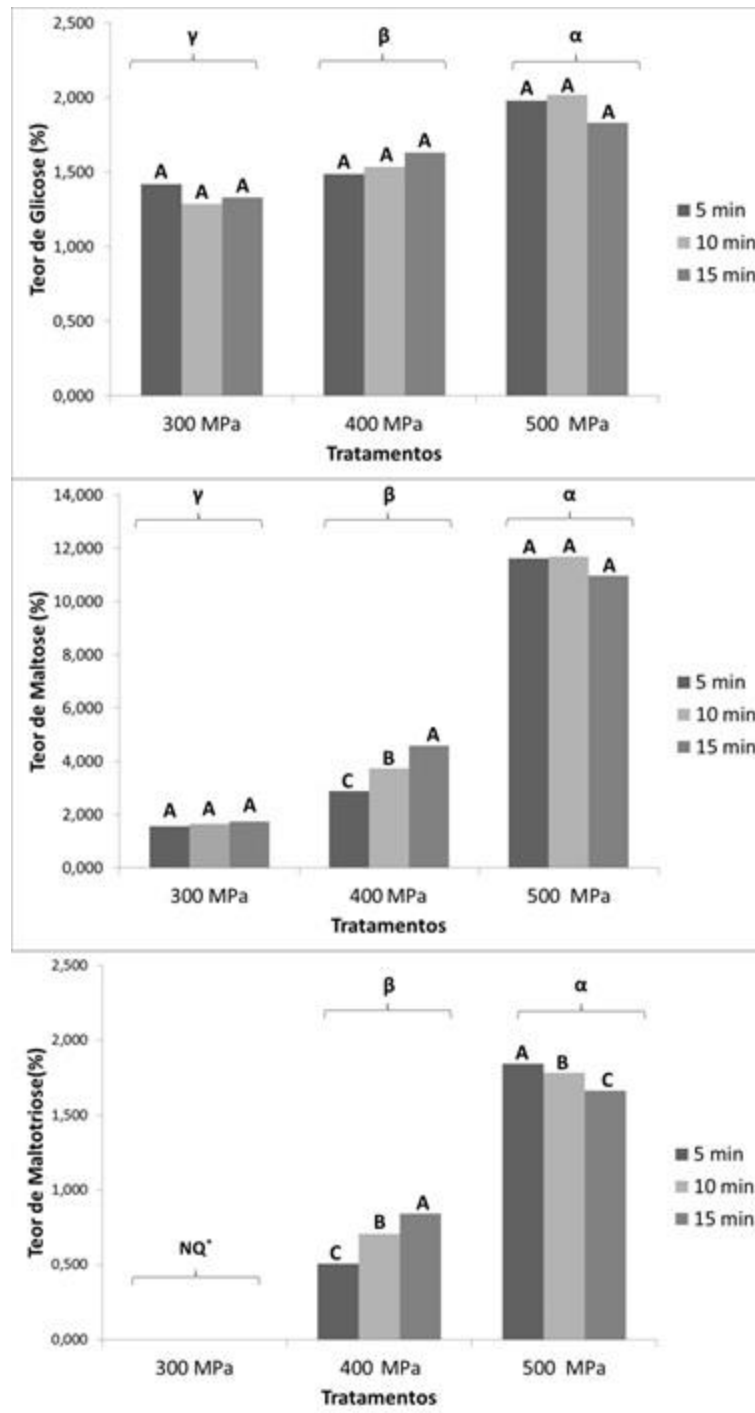 2,500
γ
β
α
2,000
A
A
A
A
A
A
A
A
A
1,500
1,000
0,500
0,000
Teor de Glicose (%)
5 min
10 min
15 min
300 MPa
400 MPa
500 MPa
Tratamentos
14,000
γ
β
α
12,000
A
A
A
10,000
8,000
6,000
4,000
A
B
C
2,000
A
A
A
0,000
Teor de Maltose (%)
5 min
10 min
15 min
300 MPa
400 MPa
500 MPa
Tratamentos
2,500
β
α
2,000
A
B
C
1,500
1,000
A
B
C
0,500
NQ*
0,000
Teor de Maltotriose(%)
5 min
10 min
15 min
300 MPa
400 MPa
500 MPa
Tratamentos